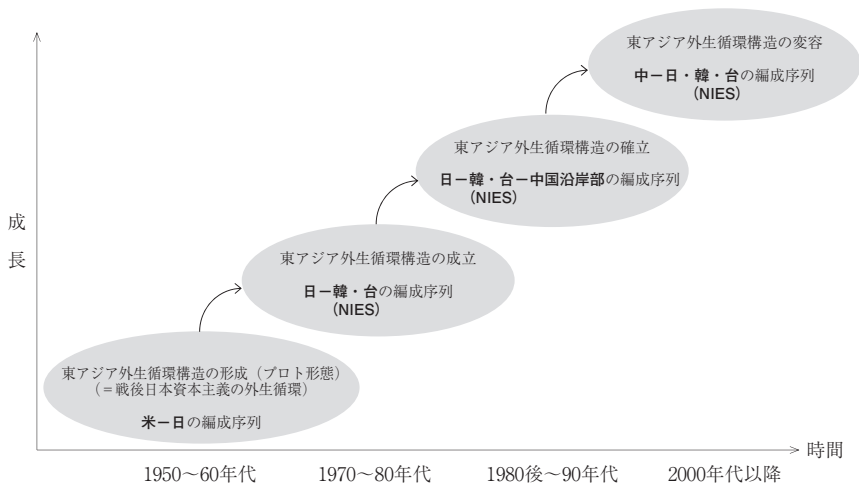 東アジア外生循環構造の変容
中－日・韓・台の編成序列
(NIES)
東アジア外生循環構造の確立
日－韓・台－中国沿岸部の編成序列
(NIES)
東アジア外生循環構造の成立
日－韓・台の編成序列
(NIES)
東アジア外生循環構造の形成（プロト形態）
（＝戦後日本資本主義の外生循環）
米－日の編成序列
成
長
時間
1950～60年代
1970～80年代
1980後～90年代
2000年代以降